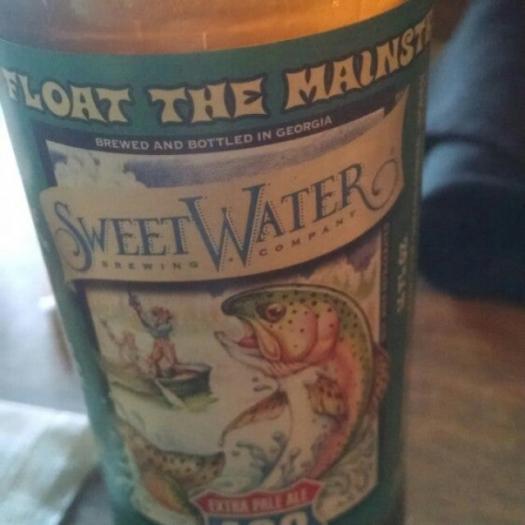 FLOAT THE MAINST
BREWED AND BOTTLED IN GEORGIA
SWEETWATER
BREWING COMPANY
EXTRA PALE ALE